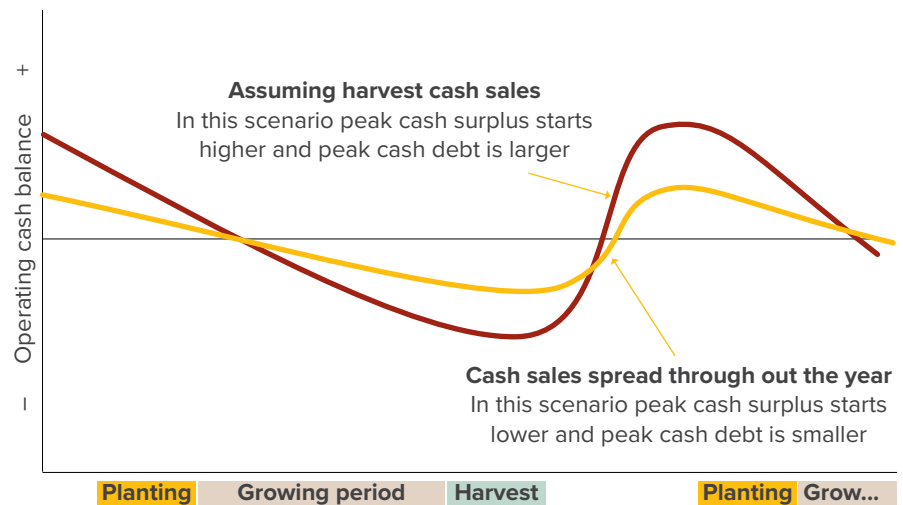 +
Operating cash balance
–
Assuming harvest cash sales
In this scenario peak cash surplus starts
higher and peak cash debt is larger
Cash sales spread through out the year
In this scenario peak cash surplus starts
lower and peak cash debt is smaller
Planting Growing period Harvest Planting Grow...